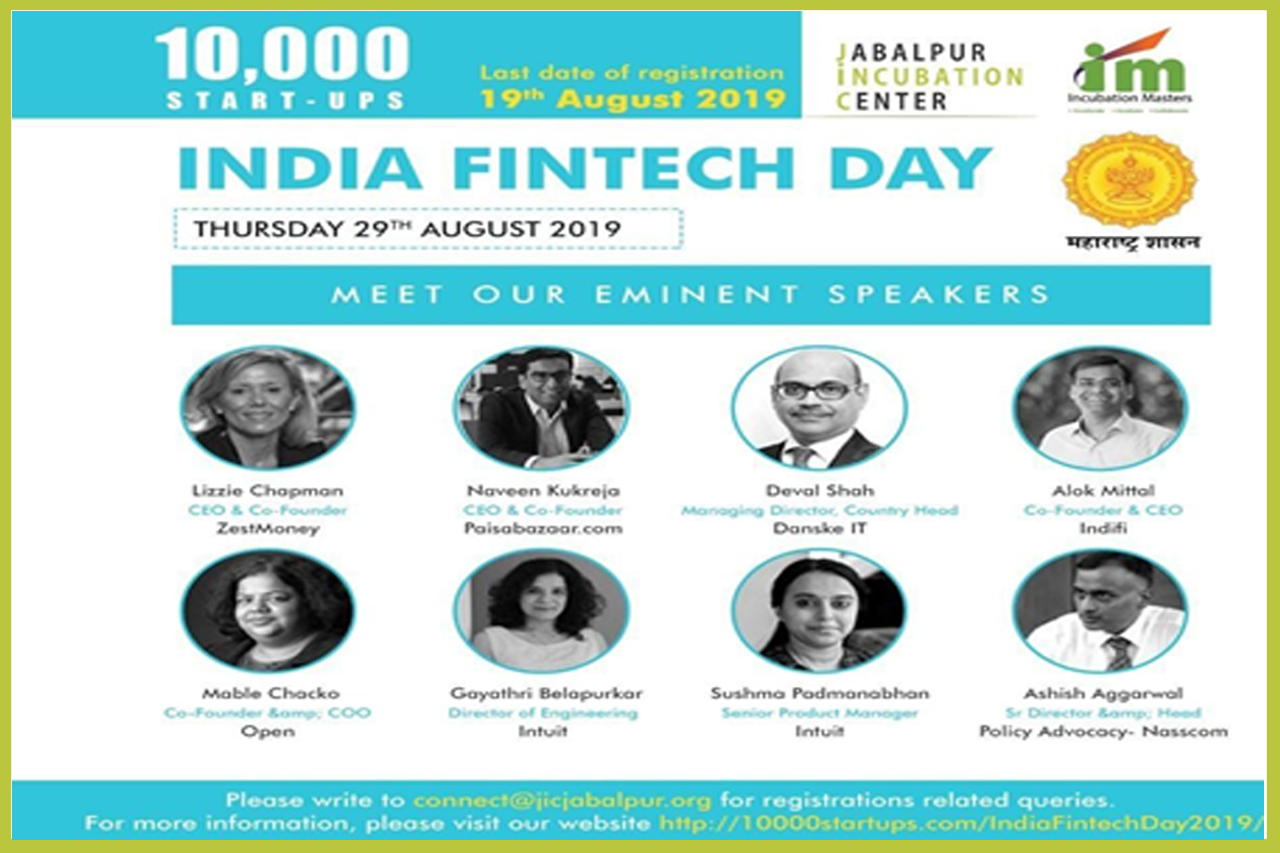 10,000
START-UPS
Last date of registration
19th August 2019
JABALPUR
INCUBATION
CENTER
im
Incubation Masters
INDIA FINTECH DAY
THURSDAY 29TH AUGUST 2019
महाराष्ट्र शासन
MEET OUR EMINENT SPEAKERS
Lizzie Chapman
CEO & Co-Founder
ZestMoney
Naveen Kukreja
CEO & Co-Founder
Paisabazaar.com
Deval Shah
Managing Director, Country Head
Danske IT
Alok Mittal
Co-Founder & CEO
Indifi
Mable Chacko
Co-Founder &amp; COO
Open
Gayathri Belapurkar
Director of Engineering
Intuit
Sushma Padmanabhan
Senior Product Manager
Intuit
Ashish Aggarwal
Sr Director &amp; Head
Policy Advocacy- Nasscom
Please write to connect@jicjabalpur.org for registrations related queries.
For more information, please visit our website http://10000startups.com/IndiaFintechDay2019/